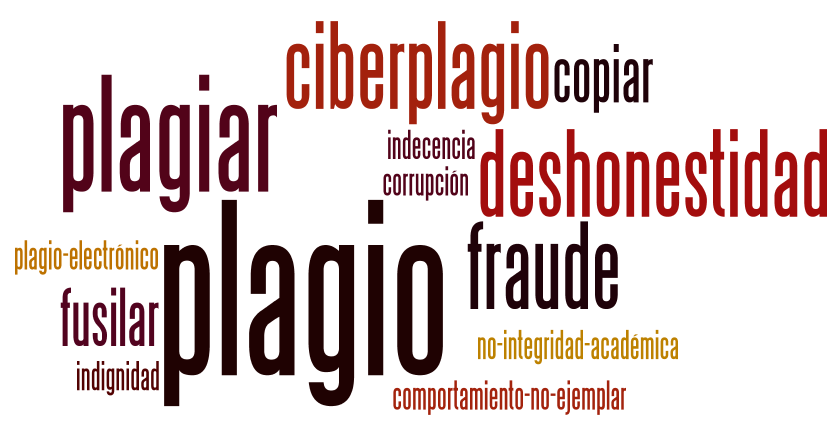 ciberplagio
copiar
plagiar
indecencia
deshonestidad
corrupción
plagio
fraude
plagio-electrónico
fusilar
no-integridad-académica
indignidad
comportamiento-no-ejemplar